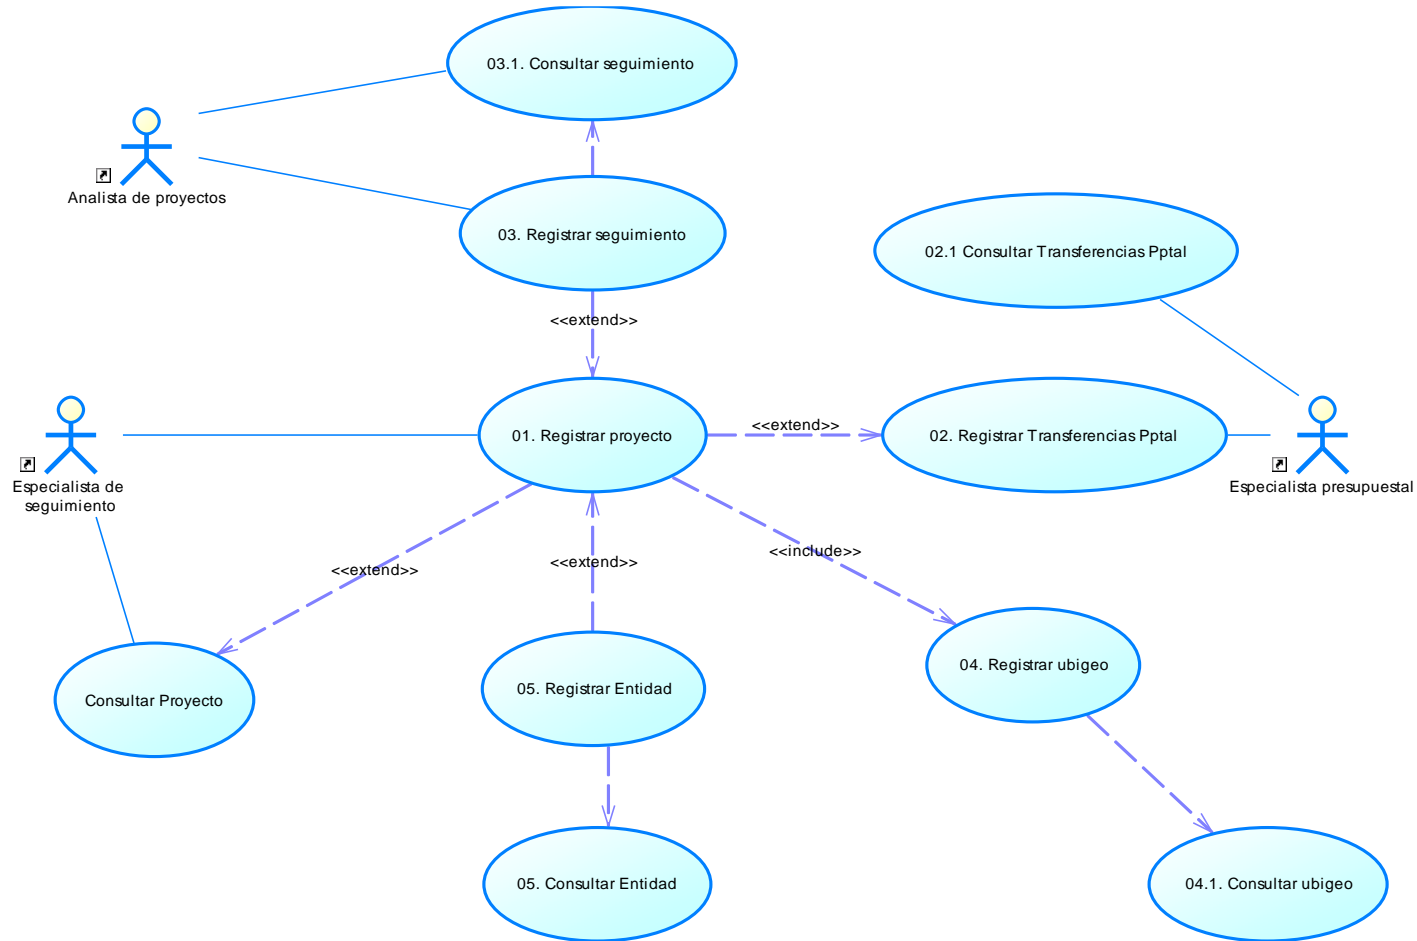 03.1. Consultar seguimiento
Analista de proyectos
03. Registrar seguimiento
02.1 Consultar Transferencias Pptal
<<extend>>
01. Registrar proyecto
<<extend>>
02. Registrar Transferencias Pptal
Especialista de
seguimiento
Especialista presupuestal
<<extend>>
<<extend>>
<<include>>
04. Registrar ubigeo
05. Registrar Entidad
Consultar Proyecto
05. Consultar Entidad
04.1. Consultar ubigeo